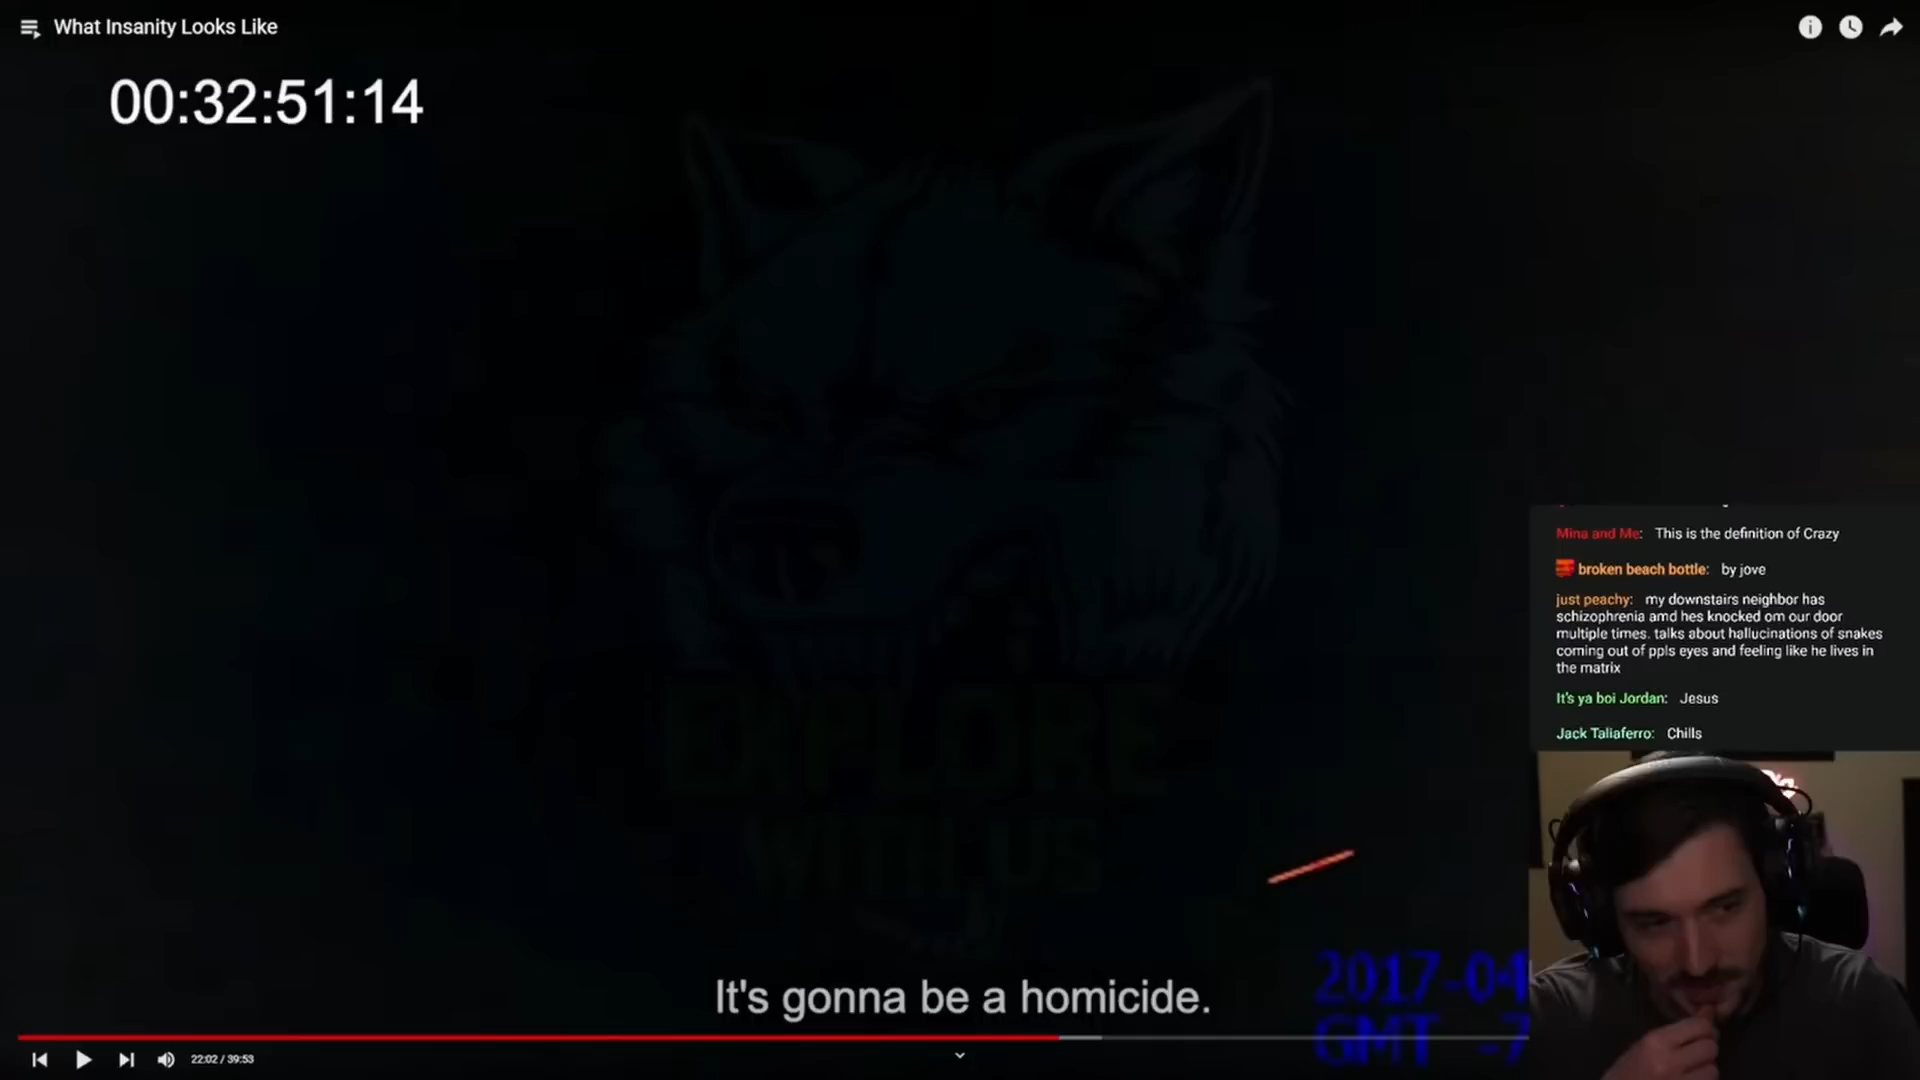 What Insanity Looks Like
00:32:51:14
Mina and Me: This is the definition of Crazy
broken beach bottle: by jove
just peachy: my downstairs neighbor has
schizophrenia amd hes knocked om our door
multiple times. talks about hallucinations of snakes
coming out of ppls eyes and feeling like he lives in
the matrix
It's ya boi Jordan: Jesus
Jack Taliaferro: Chills
EXPLORE
WITH US
It's gonna be a homicide.
2017-04
GMT -7
22:02 / 39:53